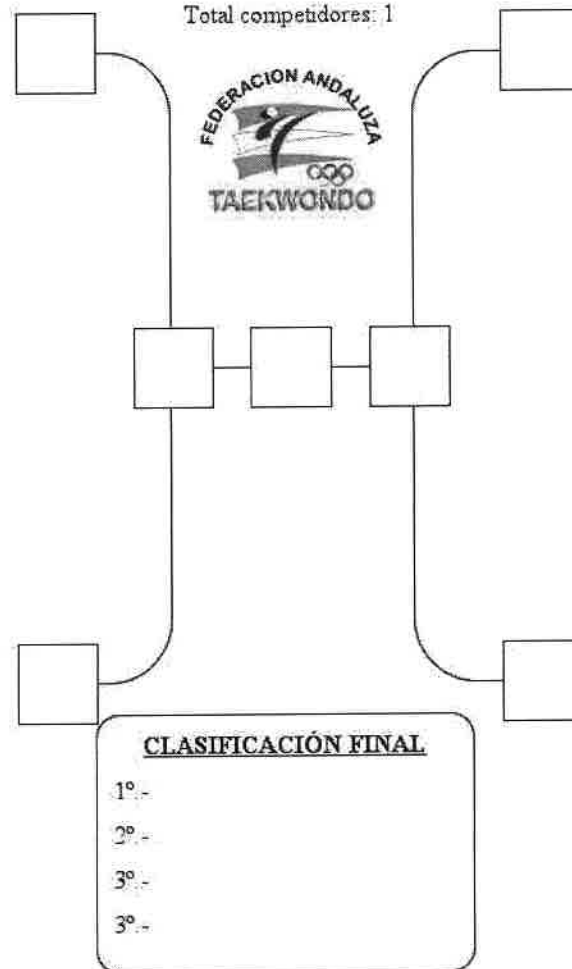 Total competidores: 1
FEDERACION ANDALUZA
TAEKWONDO
CLASIFICACIÓN FINAL
1º.-
2º.-
3º.-
3º.-